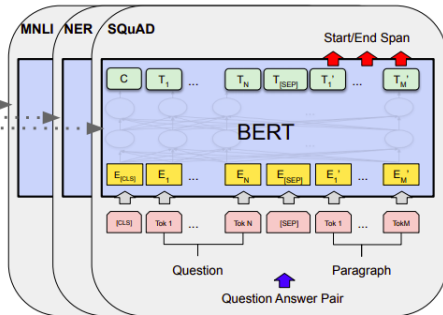 MNLI NER SQuAD Start/End Span
C T1 ... TN T[SEP] T1' ... TM'
BERT
E[CLS] E1 ... EN E[SEP] E1' ... EM'
[CLS] Tok 1 ... Tok N [SEP] Tok 1 ... TokM
Question Paragraph
Question Answer Pair